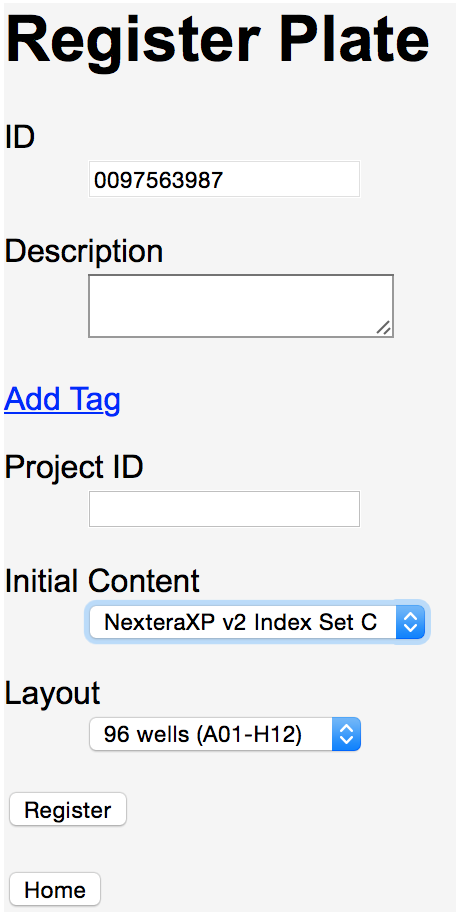 Register Plate
ID
0097563987
Description
Add Tag
Project ID
Initial Content
NexteraXP v2 Index Set C
Layout
96 wells (A01-H12)
Register
Home